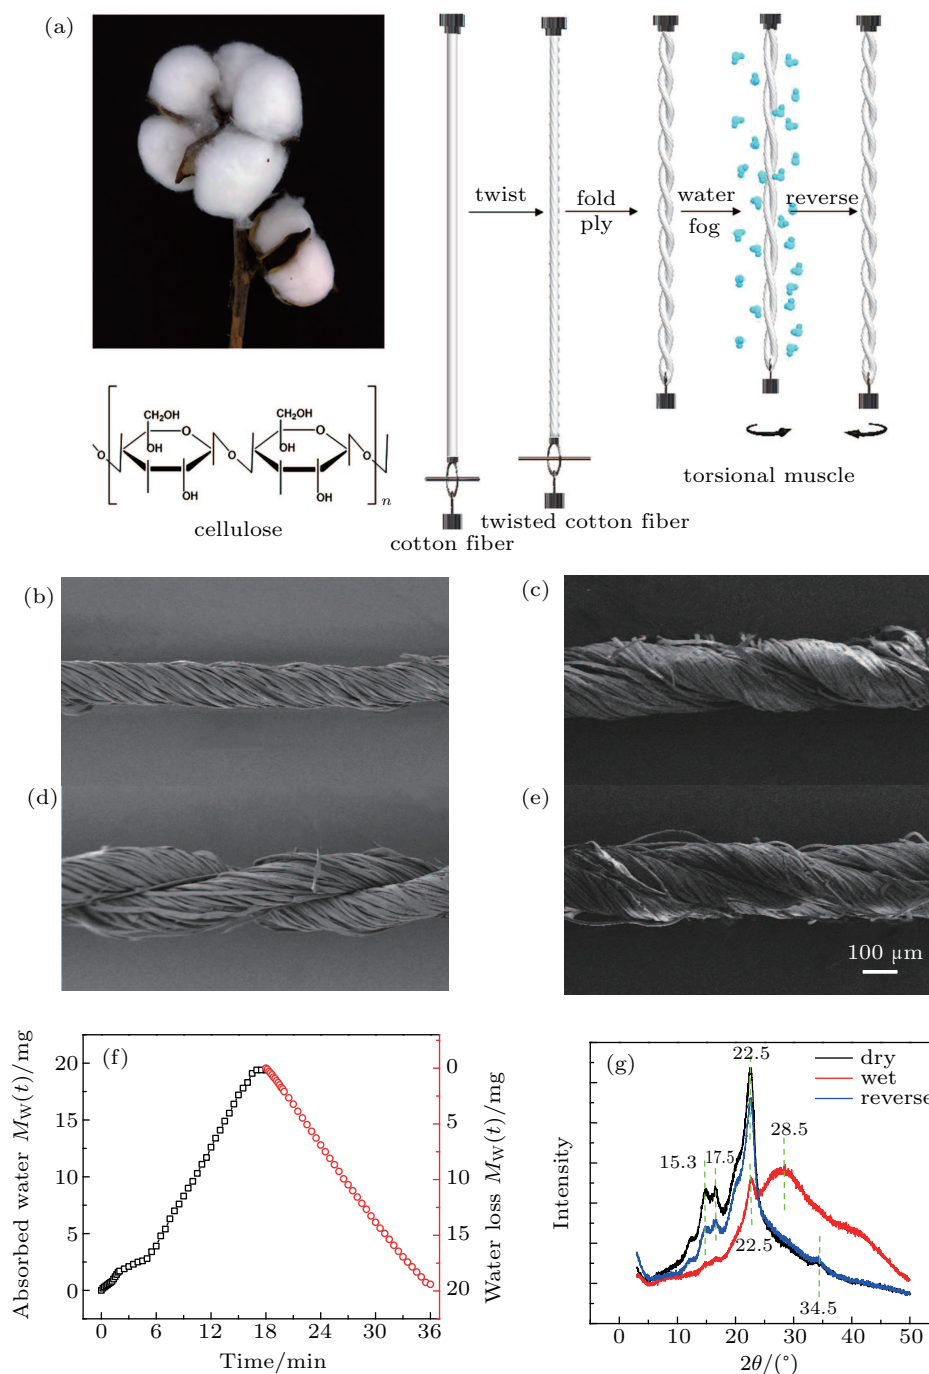 (a)
twist
fold
ply
water
fog
reverse
CH2OH
O
OH
OH
O
O
CH2OH
O
OH
OH
O
n
cellulose
cotton fiber
twisted cotton fiber
torsional muscle
(b)
(c)
(d)
(e)
100 µm
(f)
Absorbed water MW(t)/mg
20
15
10
5
0
0
5
10
15
20
Water loss MW(t)/mg
0 6 12 18 24 30 36
Time/min
(g)
Intensity
22.5
dry
wet
reverse
15.3
17.5
28.5
22.5
34.5
0 10 20 30 40 50
2θ/(°)